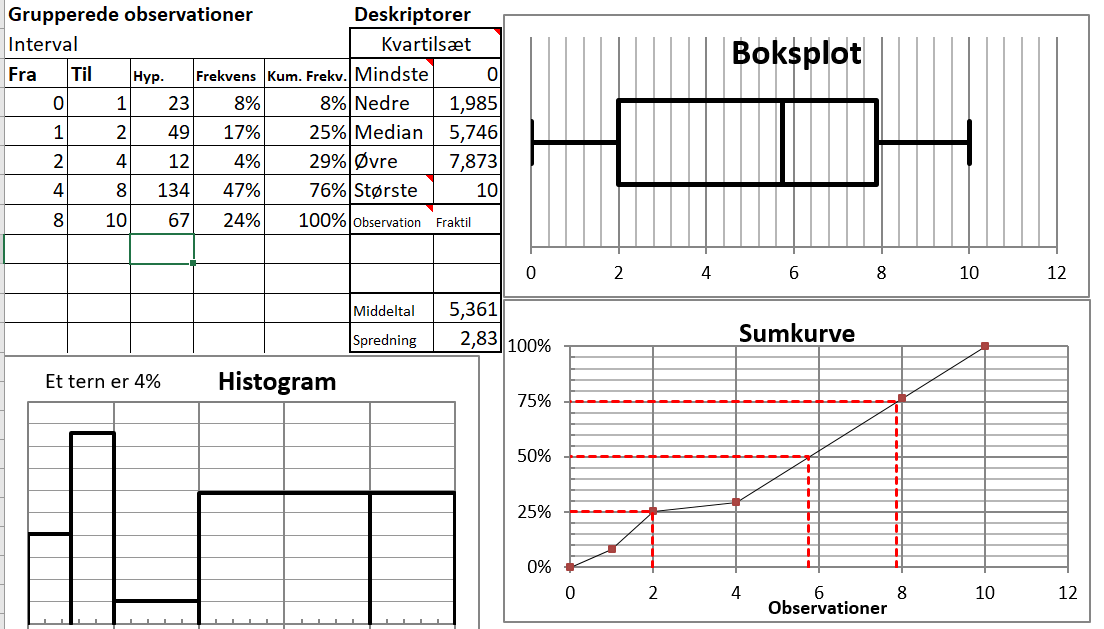 Grupperede observationer Deskriptorer
Interval Kvartilsæt
Fra Til Hyp. Frekvens Kum. Frekv. Mindste 0
0 1 23 8% 8% Nedre 1,985
1 2 49 17% 25% Median 5,746
2 4 12 4% 29% Øvre 7,873
4 8 134 47% 76% Største 10
8 10 67 24% 100% Observation Fraktil
Middeltal 5,361
Spredning 2,83
Boksplot
0 2 4 6 8 10 12
Et tern er 4% Histogram
Sumkurve
100%
75%
50%
25%
0%
0 2 4 6 8 10 12
Observationer